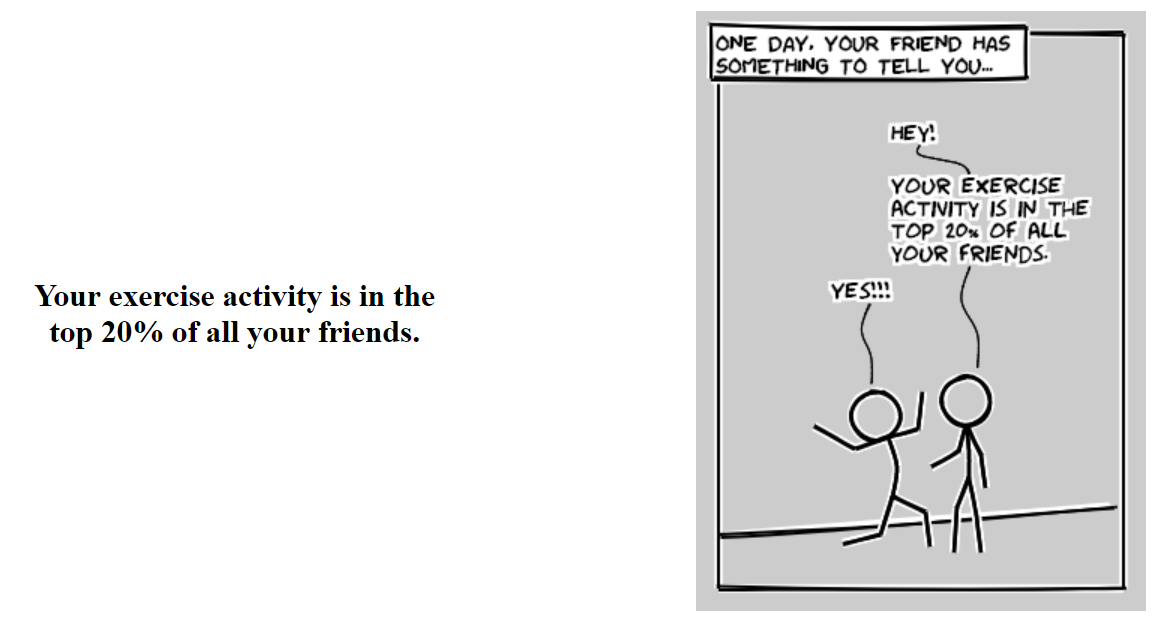 Your exercise activity is in the
top 20% of all your friends.
ONE DAY, YOUR FRIEND HAS
SOMETHING TO TELL YOU...
HEY!
YOUR EXERCISE
ACTIVITY IS IN THE
TOP 20% OF ALL
YOUR FRIENDS.
YES!!!